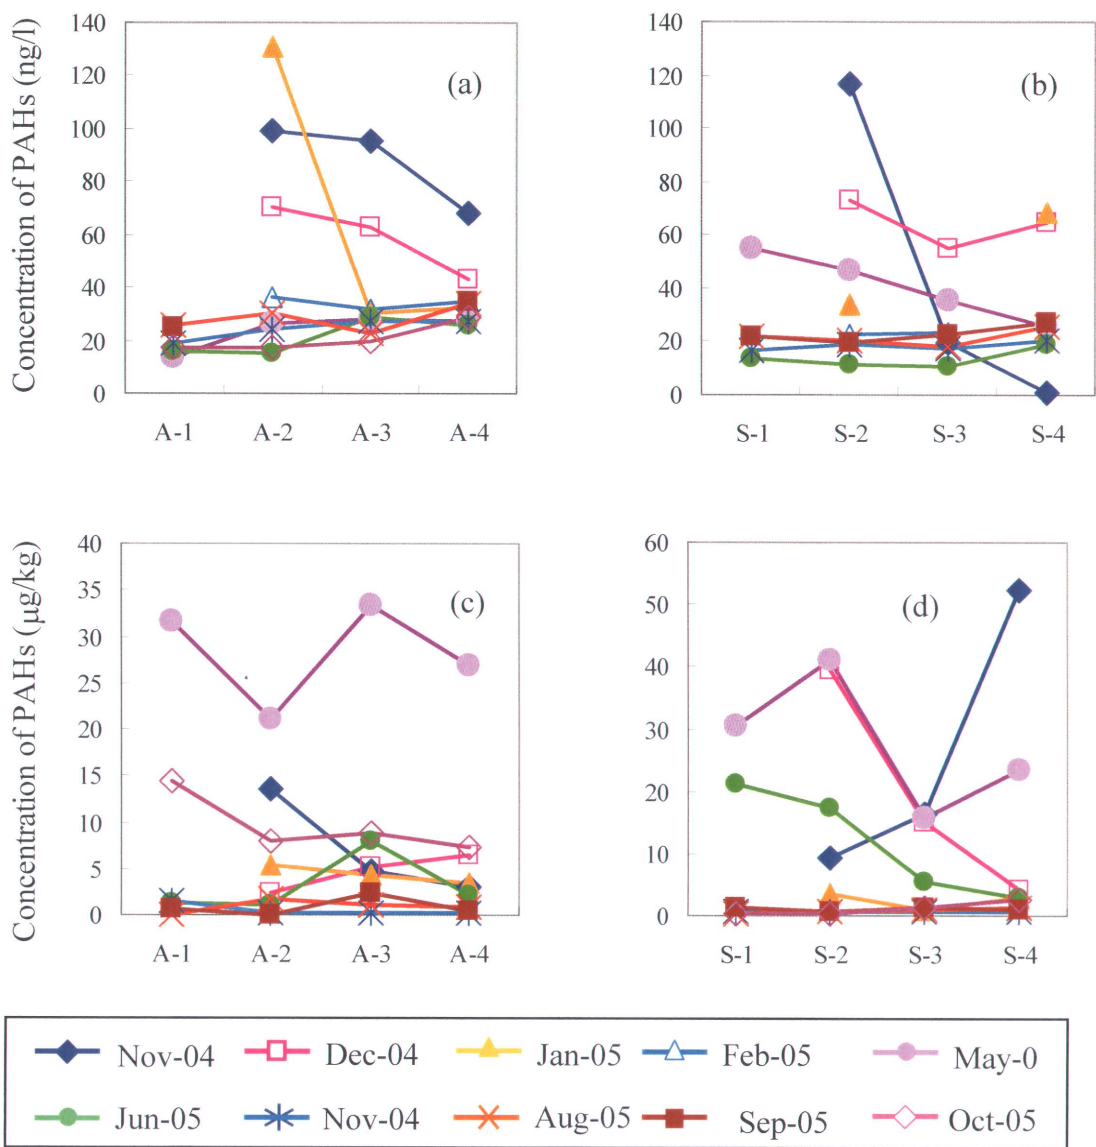 Concentration of PAHs (ng/l)
140
120
100
80
60
40
20
0
(a)
A-1 A-2 A-3 A-4
140
120
100
80
60
40
20
0
(b)
S-1 S-2 S-3 S-4
Concentration of PAHs (µg/kg)
40
35
30
25
20
15
10
5
0
(c)
A-1 A-2 A-3 A-4
60
50
40
30
20
10
0
(d)
S-1 S-2 S-3 S-4
Nov-04 Dec-04 Jan-05 Feb-05 May-0
Jun-05 Nov-04 Aug-05 Sep-05 Oct-05